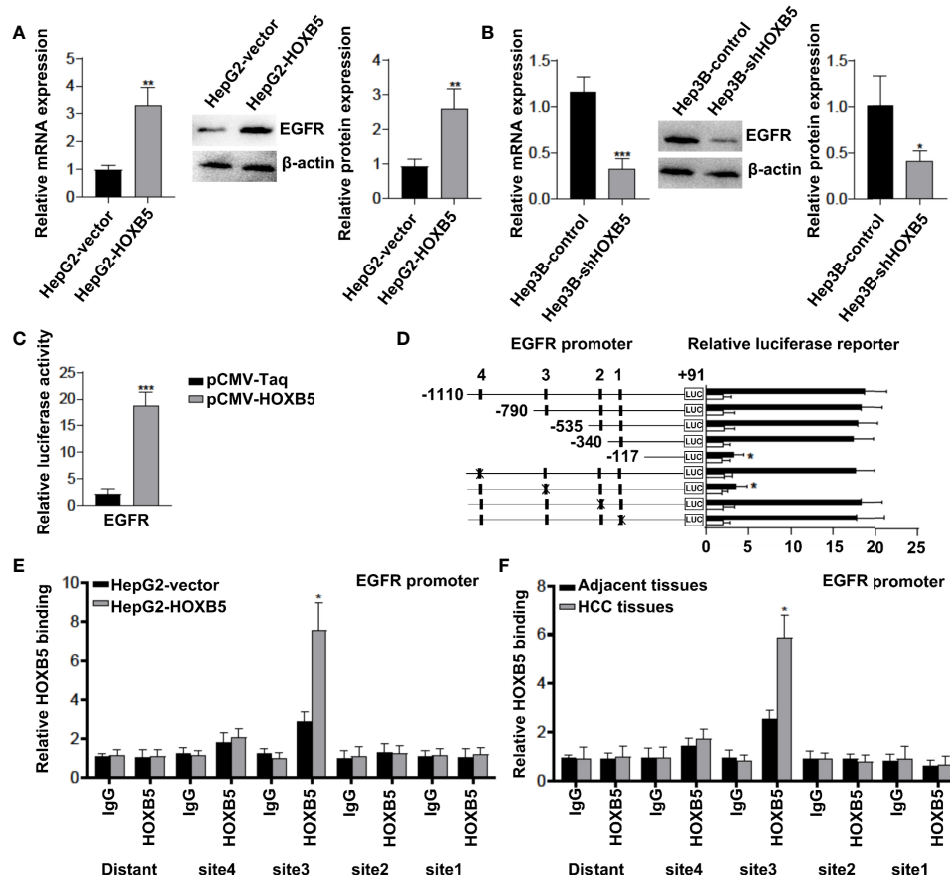 A
Relative mRNA expression
5
4
3
2
1
0
**
HepG2-vector
HepG2-HOXB5
HepG2-vector
HepG2-HOXB5
EGFR
β-actin
Relative protein expression
4
3
2
1
0
**
HepG2-vector
HepG2-HOXB5
B
Relative mRNA expression
1.5
1.0
0.5
0.0
***
Hep3B-control
Hep3B-shHOXB5
Hep3B-control
Hep3B-shHOXB5
EGFR
β-actin
Relative protein expression
1.5
1.0
0.5
0.0
*
Hep3B-control
Hep3B-shHOXB5
C
Relative luciferase activity
25
20
15
10
5
0
***
EGFR
pCMV-Taq
pCMV-HOXB5
D
EGFR promoter
Relative luciferase reporter
4 3 2 1 +91
-1110 LUC
-790 LUC
-535 LUC
-340 LUC
-117 LUC *
X LUC
X LUC *
X LUC
X LUC
0 5 10 15 20 25
E
HepG2-vector
HepG2-HOXB5
EGFR promoter
Relative HOXB5 binding
10
8
6
4
2
0
*
IgG HOXB5 IgG HOXB5 IgG HOXB5 IgG HOXB5 IgG HOXB5
Distant site4 site3 site2 site1
F
Adjacent tissues
HCC tissues
EGFR promoter
Relative HOXB5 binding
8
6
4
2
0
*
IgG HOXB5 IgG HOXB5 IgG HOXB5 IgG HOXB5 IgG HOXB5
Distant site4 site3 site2 site1